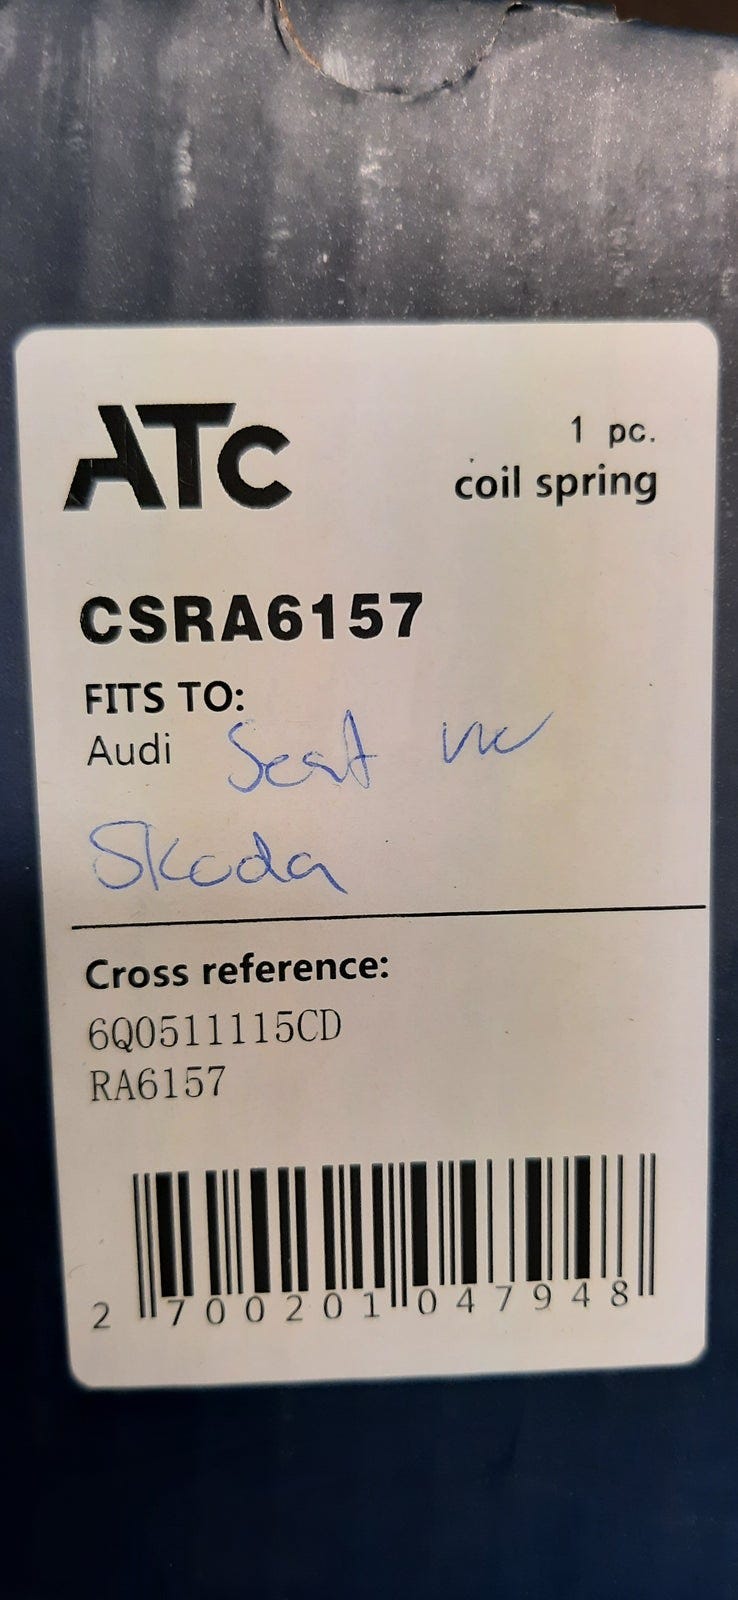 ATC
1 pc.
coil spring
CSRA6157
FITS TO:
Audi Seat vw
Skoda
Cross reference:
6Q0511115CD
RA6157
2 700201 047948